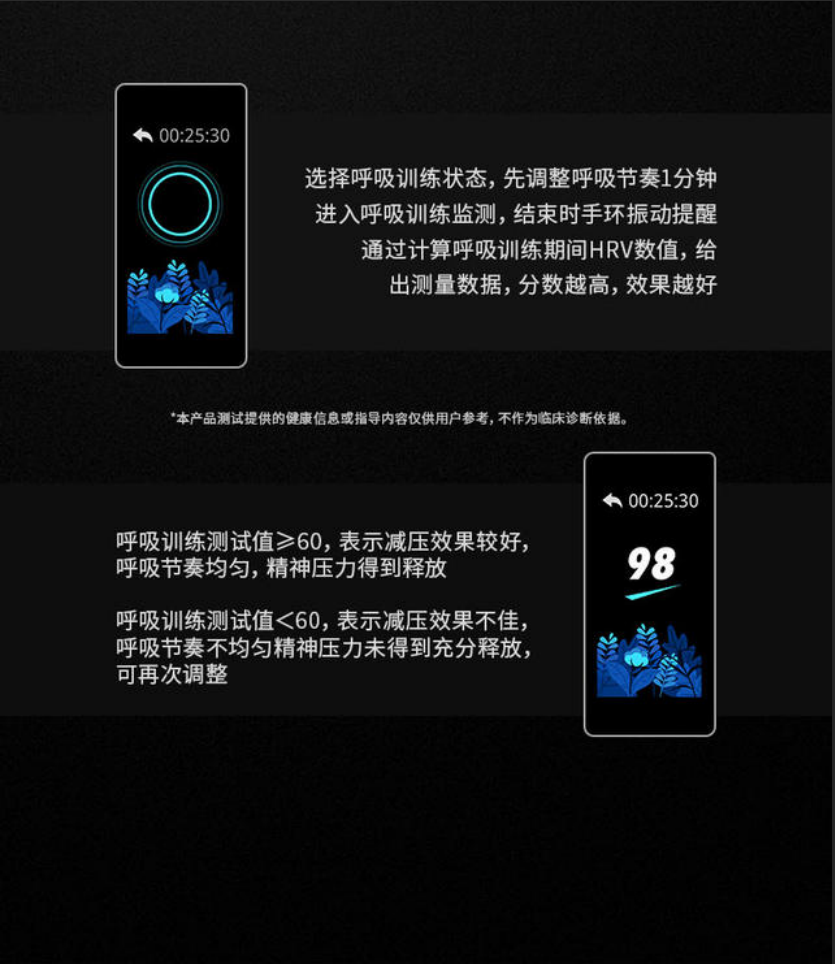 00:25:30
选择呼吸训练状态，先调整呼吸节奏1分钟
进入呼吸训练监测，结束时手环振动提醒
通过计算呼吸训练期间HRV数值，给
出测量数据，分数越高，效果越好
*本产品测试提供的健康信息或指导内容仅供用户参考，不作为临床诊断依据。
00:25:30
98
呼吸训练测试值≥60，表示减压效果较好，
呼吸节奏均匀，精神压力得到释放
呼吸训练测试值＜60，表示减压效果不佳，
呼吸节奏不均匀精神压力未得到充分释放，
可再次调整